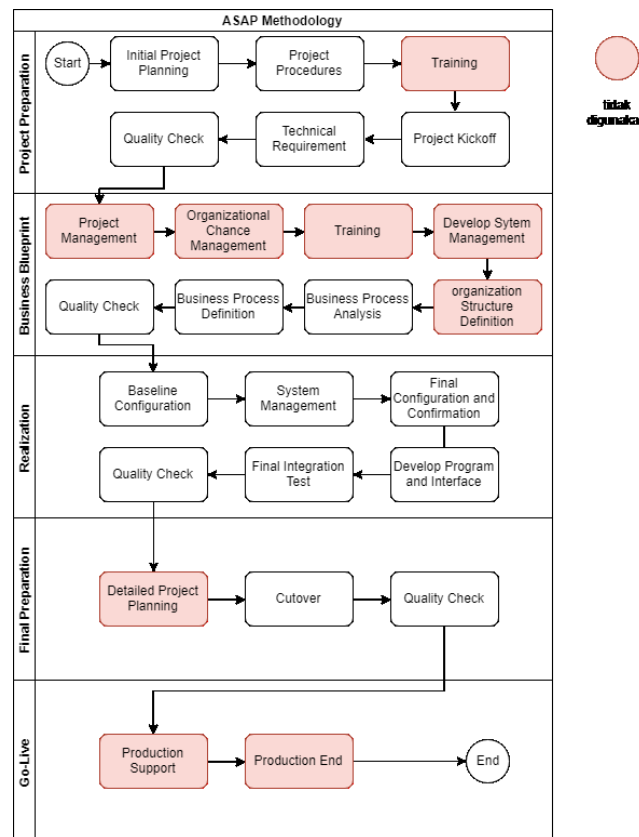 ASAP Methodology
Project Preparation
Start
Initial Project
Planning
Project
Procedures
Training
Quality Check
Technical
Requirement
Project Kickoff
Business Blueprint
Project
Management
Organizational
Chance
Management
Training
Develop Sytem
Management
Quality Check
Business Process
Definition
Business Process
Analysis
organization
Structure
Definition
Realization
Baseline
Configuration
System
Management
Final
Configuration and
Confirmation
Quality Check
Final Integration
Test
Develop Program
and Interface
Final Preparation
Detailed Project
Planning
Cutover
Quality Check
Go-Live
Production
Support
Production End
End
tidak
digunaka